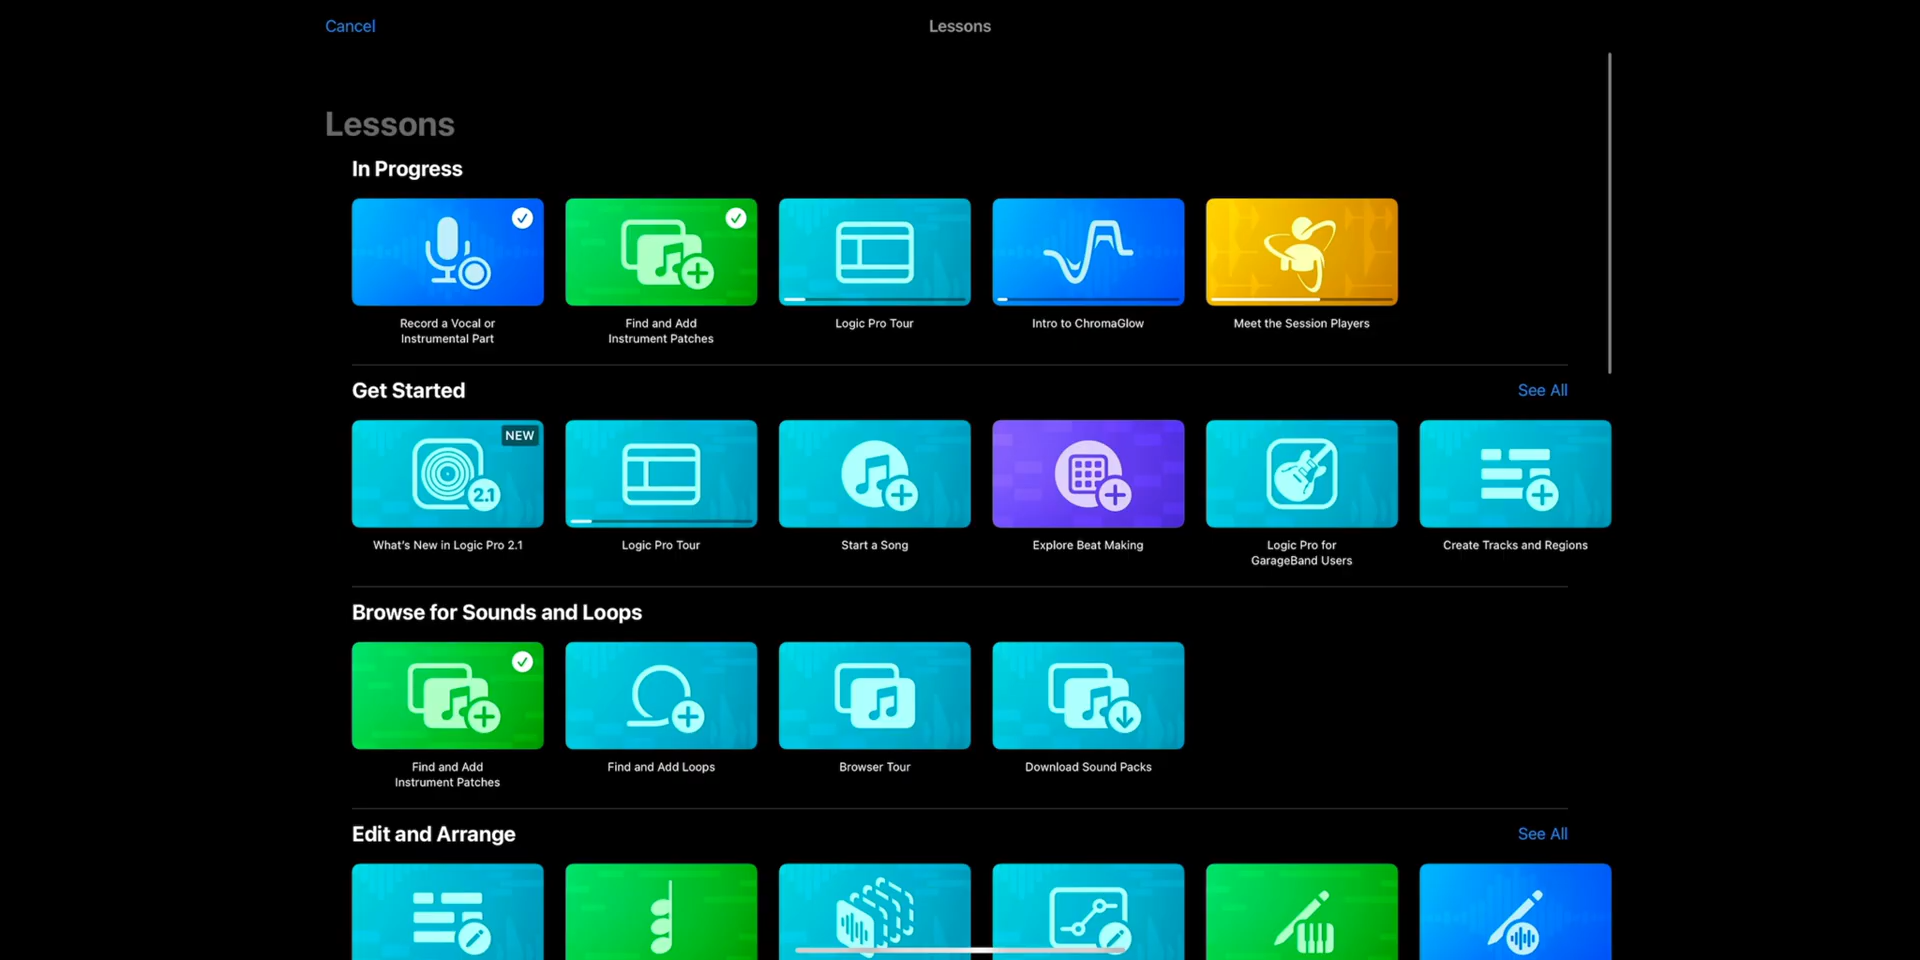 Cancel
Lessons
Lessons
In Progress
Record a Vocal or
Instrumental Part
Find and Add
Instrument Patches
Logic Pro Tour
Intro to ChromaGlow
Meet the Session Players
Get Started
See All
NEW
2.1
What's New in Logic Pro 2.1
Logic Pro Tour
Start a Song
Explore Beat Making
Logic Pro for
GarageBand Users
Create Tracks and Regions
Browse for Sounds and Loops
Find and Add
Instrument Patches
Find and Add Loops
Browser Tour
Download Sound Packs
Edit and Arrange
See All